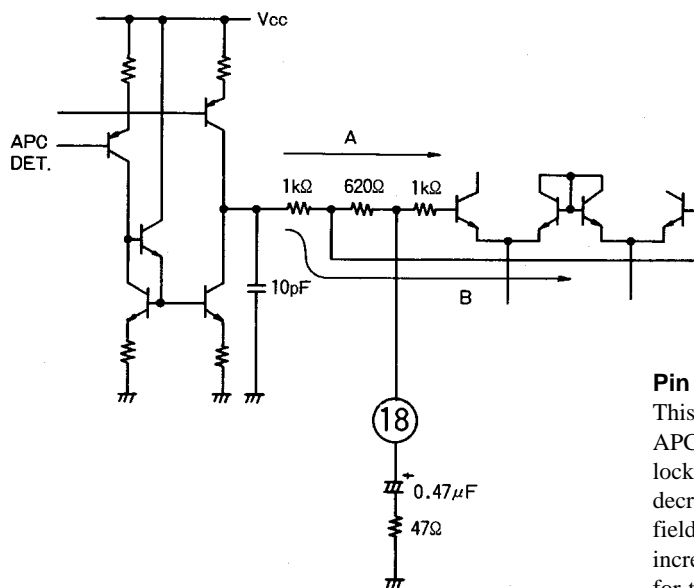 Vcc
APC
DET.
A
1kΩ
620Ω
1kΩ
10pF
B
18
0.47μF
47Ω
Pin
This
APC
lock
decr
field
incre
for t